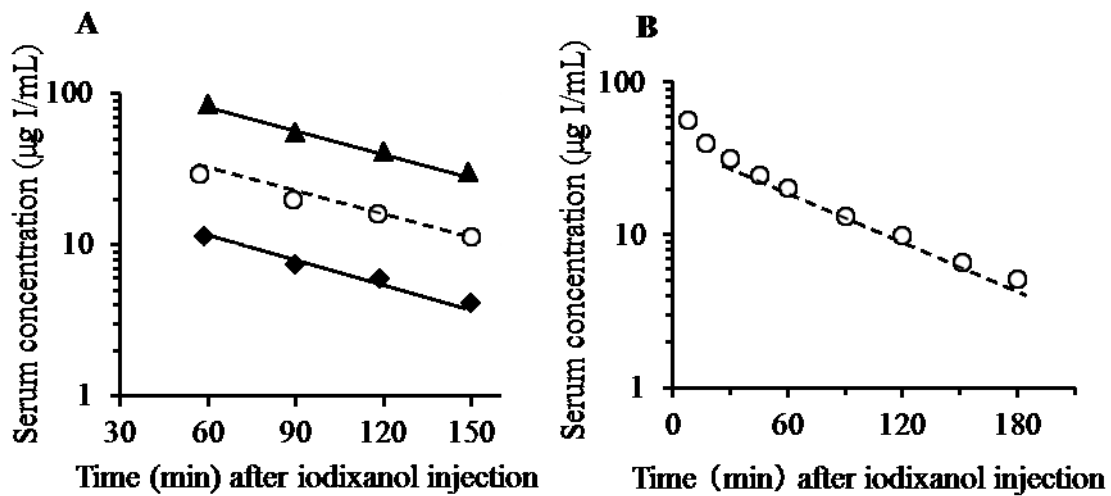 A
Serum concentration (µg I/mL)
100
10
1
30 60 90 120 150
Time (min) after iodixanol injection
B
Serum concentration (µg I/mL)
100
10
1
0 60 120 180
Time（min）after iodixanol injection